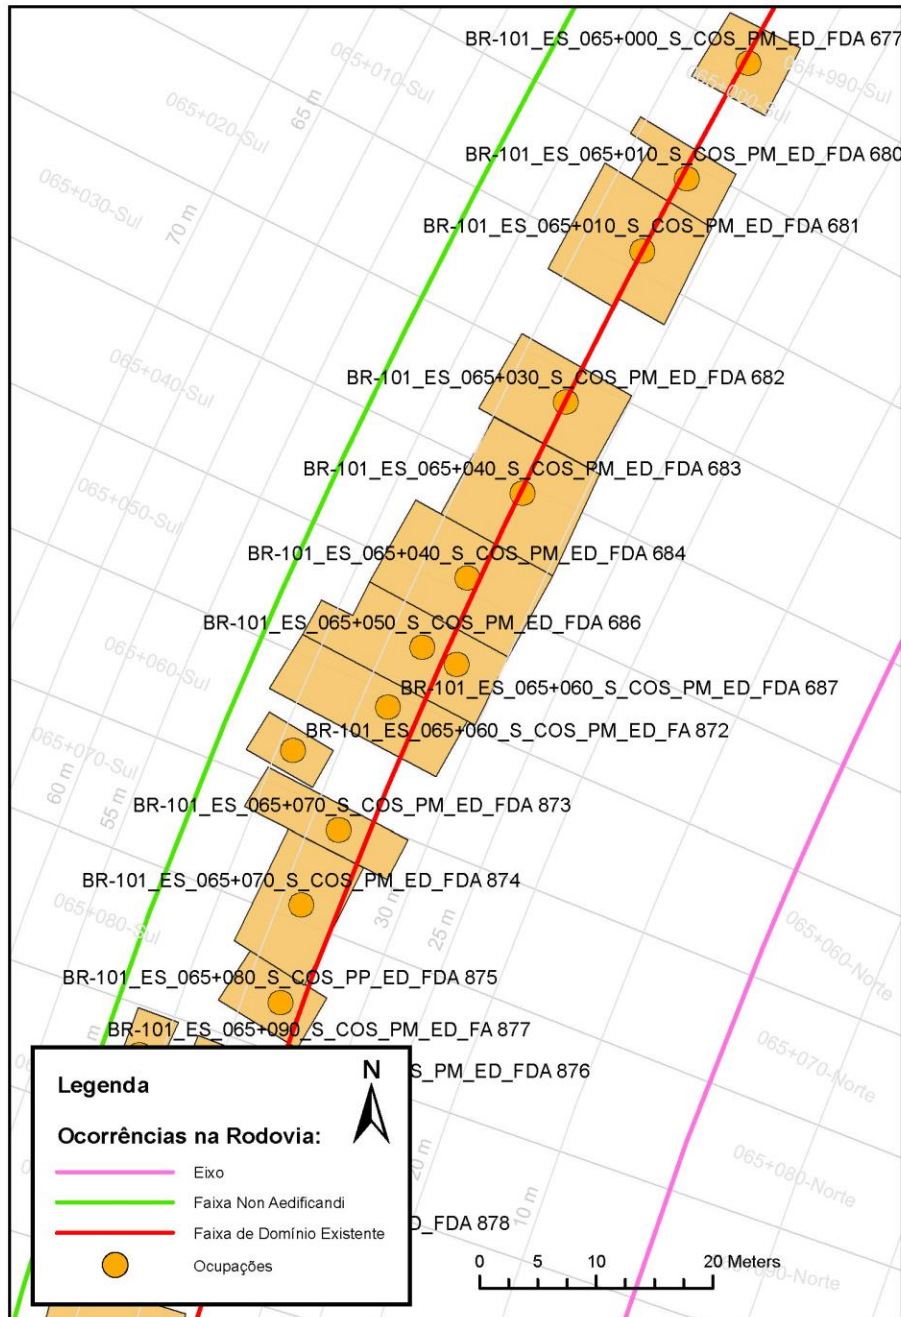 BR-101_ES_065+000_S_COS_PM_ED_FDA 677
064+990-Sul
065+000-Sul
065+010-Sul
65 m
065+020-Sul
BR-101_ES_065+010_S_COS_PM_ED_FDA 680
065+030-Sul
70 m
BR-101_ES_065+010_S_COS_PM_ED_FDA 681
065+040-Sul
BR-101_ES_065+030_S_COS_PM_ED_FDA 682
BR-101_ES_065+040_S_COS_PM_ED_FDA 683
065+050-Sul
BR-101_ES_065+040_S_COS_PM_ED_FDA 684
BR-101_ES_065+050_S_COS_PM_ED_FDA 686
065+060-Sul
BR-101_ES_065+060_S_COS_PM_ED_FDA 687
BR-101_ES_065+060_S_COS_PM_ED_FA 872
065+070-Sul
60 m
55 m
BR-101_ES_065+070_S_COS_PM_ED_FDA 873
BR-101_ES_065+070_S_COS_PM_ED_FDA 874
065+080-Sul
30 m
25 m
065+060-Norte
BR-101_ES_065+080_S_COS_PP_ED_FDA 875
BR-101_ES_065+090_S_COS_PM_ED_FA 877
S_PM_ED_FDA 876
065+070-Norte
Legenda
N
Ocorrências na Rodovia:
Eixo
Faixa Non Aedificandi
Faixa de Domínio Existente
Ocupações
20 m
10 m
065+080-Norte
D_FDA 878
0 5 10 20 Meters
090-Norte